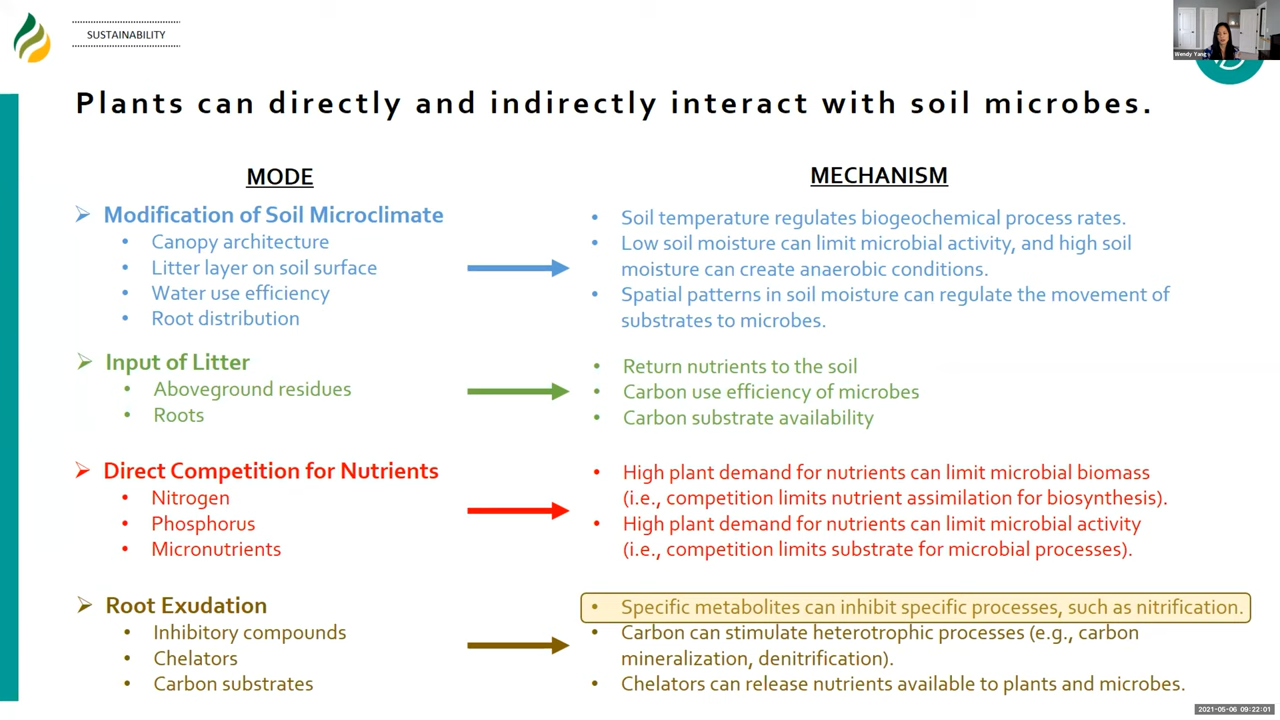 SUSTAINABILITY
Wendy Yang
Plants can directly and indirectly interact with soil microbes.
MODE
MECHANISM
➢ Modification of Soil Microclimate
• Canopy architecture
• Litter layer on soil surface
• Water use efficiency
• Root distribution
• Soil temperature regulates biogeochemical process rates.
• Low soil moisture can limit microbial activity, and high soil
moisture can create anaerobic conditions.
• Spatial patterns in soil moisture can regulate the movement of
substrates to microbes.
➢ Input of Litter
• Aboveground residues
• Roots
• Return nutrients to the soil
• Carbon use efficiency of microbes
• Carbon substrate availability
➢ Direct Competition for Nutrients
• Nitrogen
• Phosphorus
• Micronutrients
• High plant demand for nutrients can limit microbial biomass
(i.e., competition limits nutrient assimilation for biosynthesis).
• High plant demand for nutrients can limit microbial activity
(i.e., competition limits substrate for microbial processes).
➢ Root Exudation
• Inhibitory compounds
• Chelators
• Carbon substrates
• Specific metabolites can inhibit specific processes, such as nitrification.
• Carbon can stimulate heterotrophic processes (e.g., carbon
mineralization, denitrification).
• Chelators can release nutrients available to plants and microbes.
2021-05-06 09:22:01